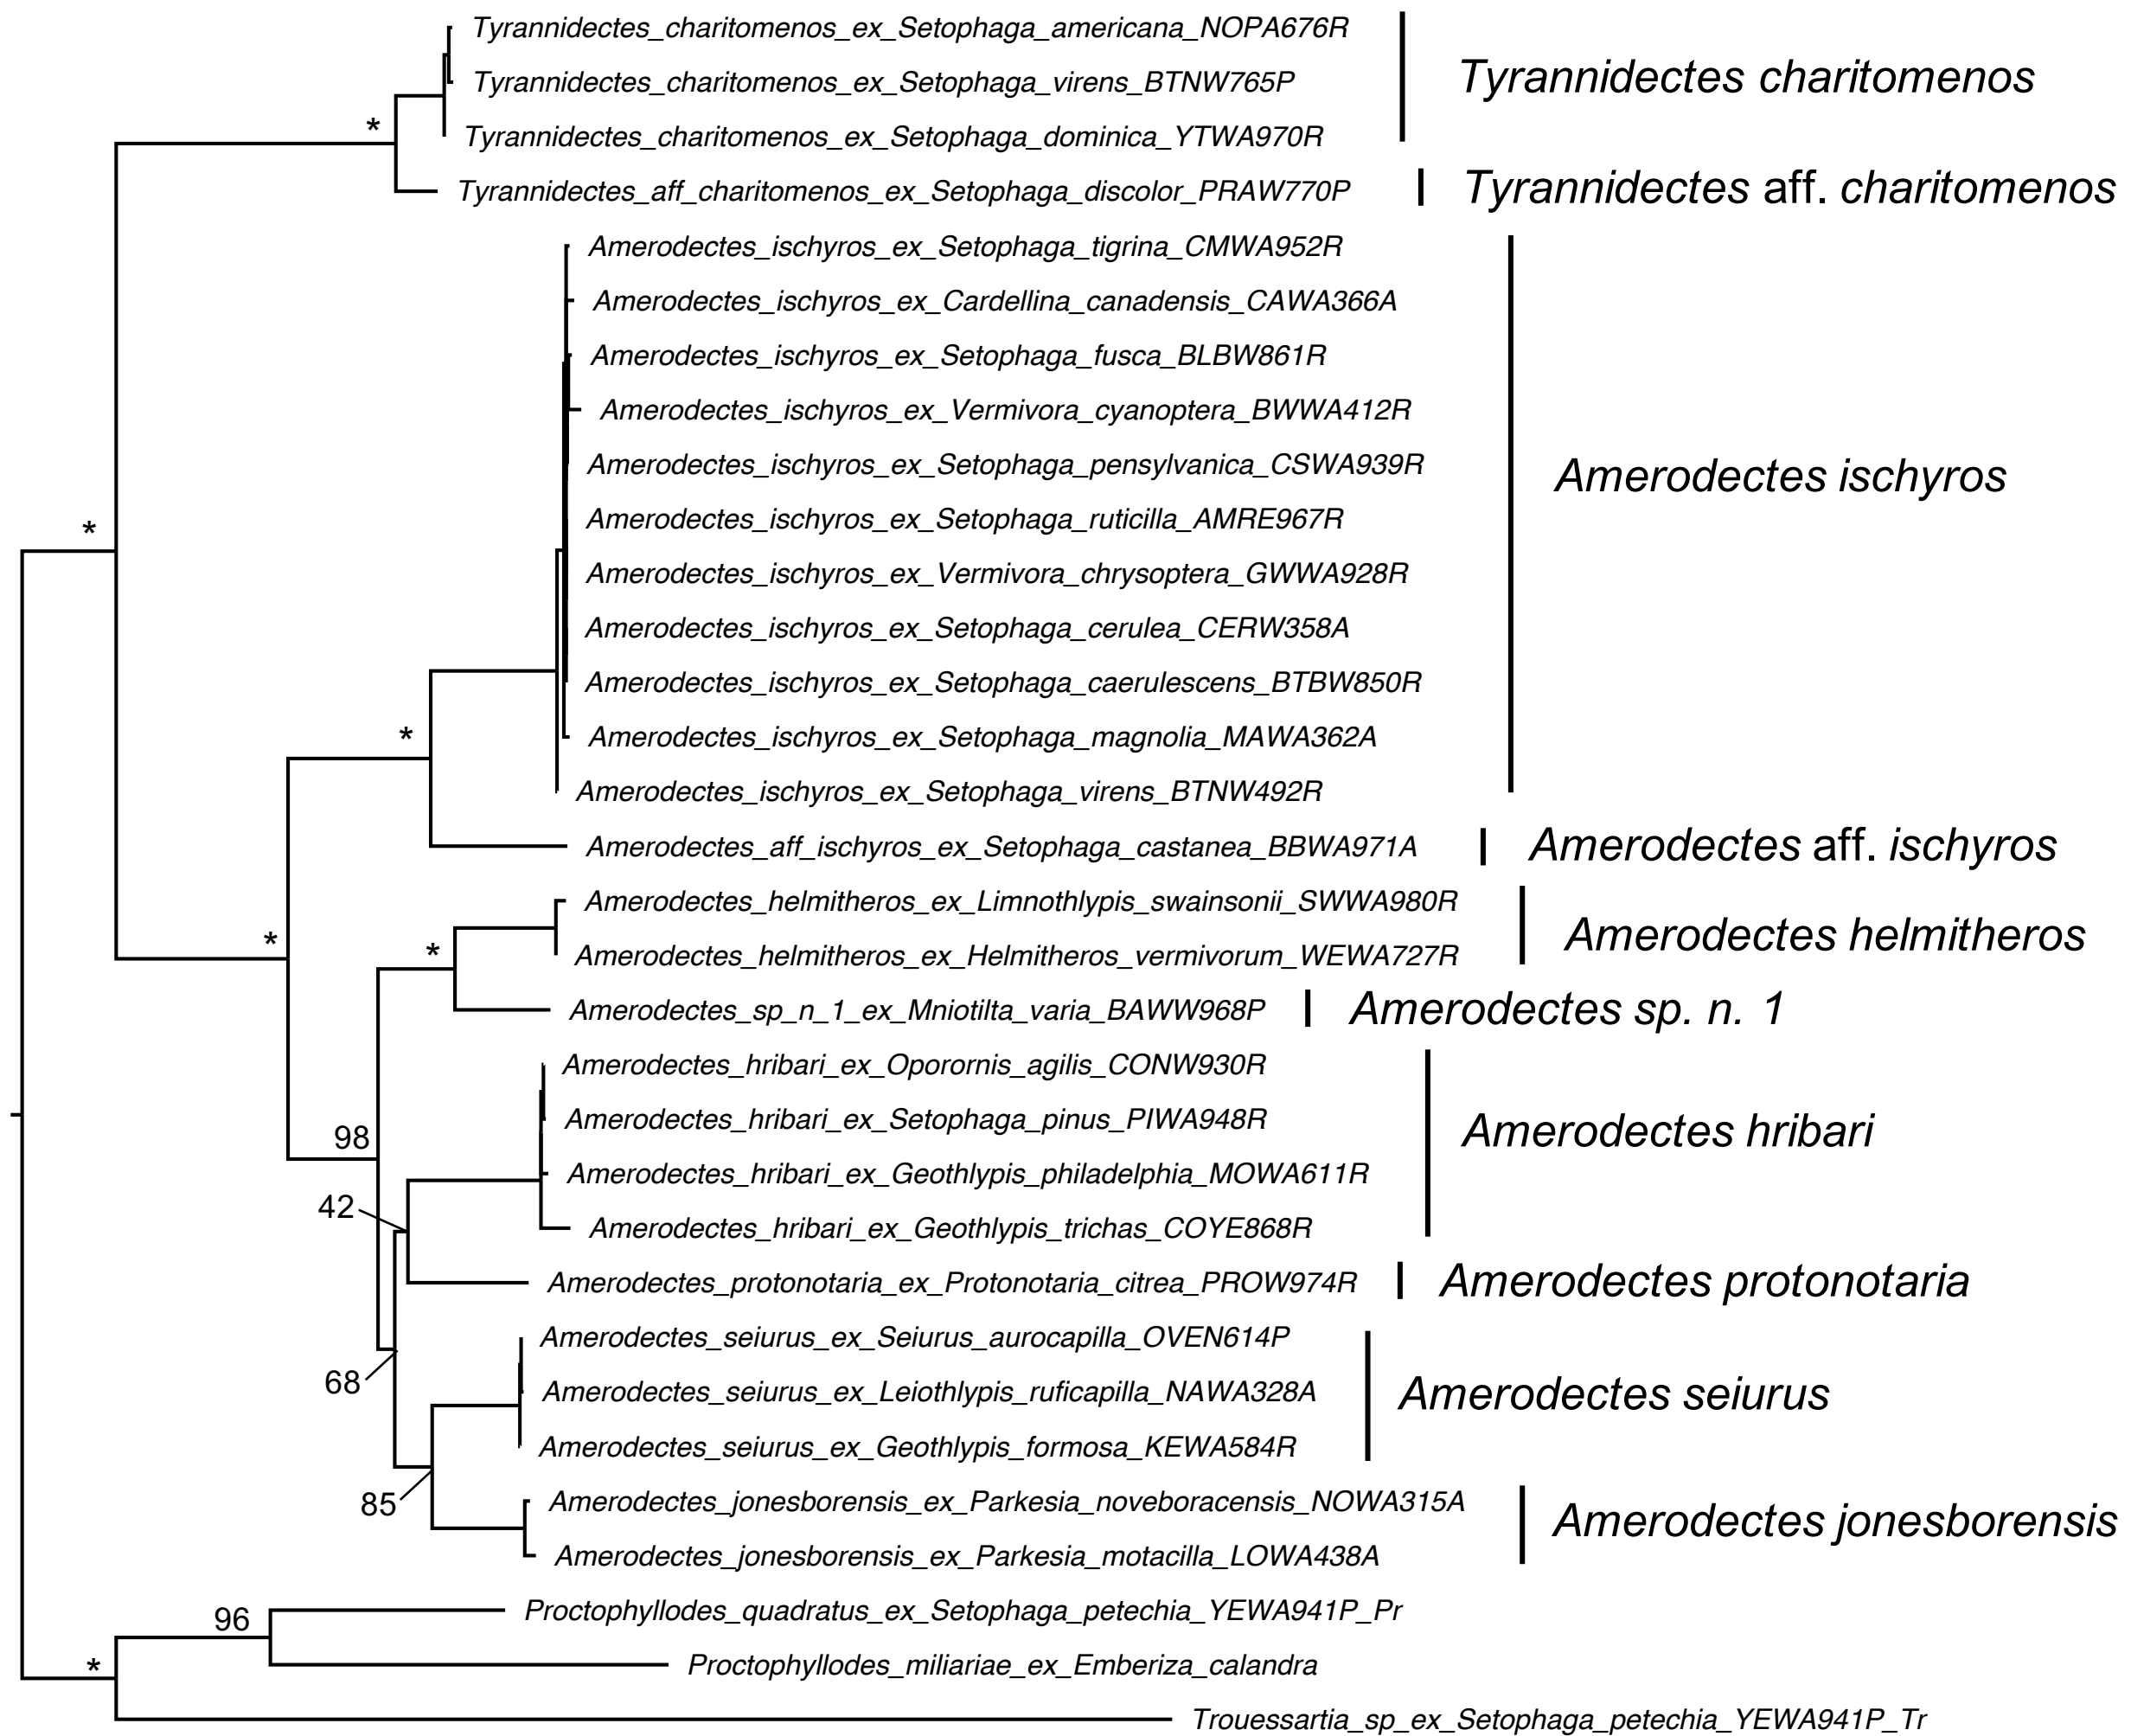 Tyrannidectes_charitomenos_ex_Setophaga_americana_NOPA676R
Tyrannidectes charitomenos
Tyrannidectes_charitomenos_ex_Setophaga_virens_BTNW765P
*
Tyrannidectes_charitomenos_ex_Setophaga_dominica_YTWA970R
Tyrannidectes_aff_charitomenos_ex_Setophaga_discolor_PRAW770P
Tyrannidectes aff. charitomenos
Amerodectes_ischyros_ex_Setophaga_tigrina_CMWA952R
Amerodectes_ischyros_ex_Cardellina_canadensis_CAWA366A
Amerodectes_ischyros_ex_Setophaga_fusca_BLBW861R
Amerodectes_ischyros_ex_Vermivora_cyanoptera_BWWA412R
Amerodectes_ischyros_ex_Setophaga_pensylvanica_CSWA939R
Amerodectes ischyros
*
Amerodectes_ischyros_ex_Setophaga_ruticilla_AMRE967R
Amerodectes_ischyros_ex_Vermivora_chrysoptera_GWWA928R
Amerodectes_ischyros_ex_Setophaga_cerulea_CERW358A
Amerodectes_ischyros_ex_Setophaga_caerulescens_BTBW850R
*
Amerodectes_ischyros_ex_Setophaga_magnolia_MAWA362A
Amerodectes_ischyros_ex_Setophaga_virens_BTNW492R
Amerodectes_aff_ischyros_ex_Setophaga_castanea_BBWA971A
Amerodectes aff. ischyros
Amerodectes_helmitheros_ex_Limnothlypis_swainsonii_SWWA980R
Amerodectes helmitheros
*
*
Amerodectes_helmitheros_ex_Helmitheros_vermivorum_WEWA727R
Amerodectes_sp_n_1_ex_Mniotilta_varia_BAWW968P
Amerodectes sp. n. 1
Amerodectes_hribari_ex_Oporornis_agilis_CONW930R
Amerodectes_hribari_ex_Setophaga_pinus_PIWA948R
98
Amerodectes hribari
Amerodectes_hribari_ex_Geothlypis_philadelphia_MOWA611R
42
Amerodectes_hribari_ex_Geothlypis_trichas_COYE868R
Amerodectes_protonotaria_ex_Protonotaria_citrea_PROW974R
Amerodectes protonotaria
Amerodectes_seiurus_ex_Seiurus_aurocapilla_OVEN614P
68
Amerodectes_seiurus_ex_Leiothlypis_ruficapilla_NAWA328A
Amerodectes seiurus
Amerodectes_seiurus_ex_Geothlypis_formosa_KEWA584R
85
Amerodectes_jonesborensis_ex_Parkesia_noveboracensis_NOWA315A
Amerodectes jonesborensis
Amerodectes_jonesborensis_ex_Parkesia_motacilla_LOWA438A
96
Proctophyllodes_quadratus_ex_Setophaga_petechia_YEWA941P_Pr
*
Proctophyllodes_miliariae_ex_Emberiza_calandra
Trouessartia_sp_ex_Setophaga_petechia_YEWA941P_Tr